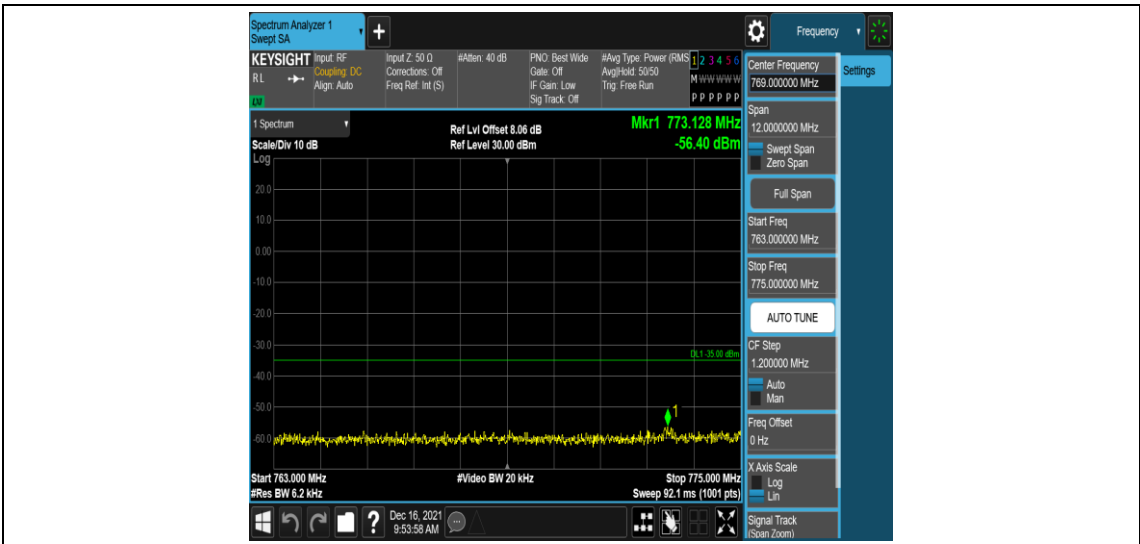 Spectrum Analyzer 1
Swept SA
+
Frequency
KEYSIGHT
RL
LXI
Input: RF
Coupling: DC
Align: Auto
Input Z: 50 Ω
Corrections: Off
Freq Ref: Int (S)
#Atten: 40 dB
PNO: Best Wide
Gate: Off
IF Gain: Low
Sig Track: Off
#Avg Type: Power (RMS
Avg|Hold: 50/50
Trig: Free Run
1 2 3 4 5 6
M W W W W W
P P P P P P
1 Spectrum
Scale/Div 10 dB
Ref Lvl Offset 8.06 dB
Ref Level 30.00 dBm
Mkr1 773.128 MHz
-56.40 dBm
Log
20.0
10.0
0.00
-10.0
-20.0
-30.0
DL1 -35.00 dBm
-40.0
-50.0
1
-60.0
Start 763.000 MHz
#Video BW 20 kHz
Stop 775.000 MHz
#Res BW 6.2 kHz
Sweep 92.1 ms (1001 pts)
?
Dec 16, 2021
9:53:58 AM
Center Frequency
769.000000 MHz
Settings
Span
12.0000000 MHz
Swept Span
Zero Span
Full Span
Start Freq
763.000000 MHz
Stop Freq
775.000000 MHz
AUTO TUNE
CF Step
1.200000 MHz
Auto
Man
Freq Offset
0 Hz
X Axis Scale
Log
Lin
Signal Track
(Span Zoom)